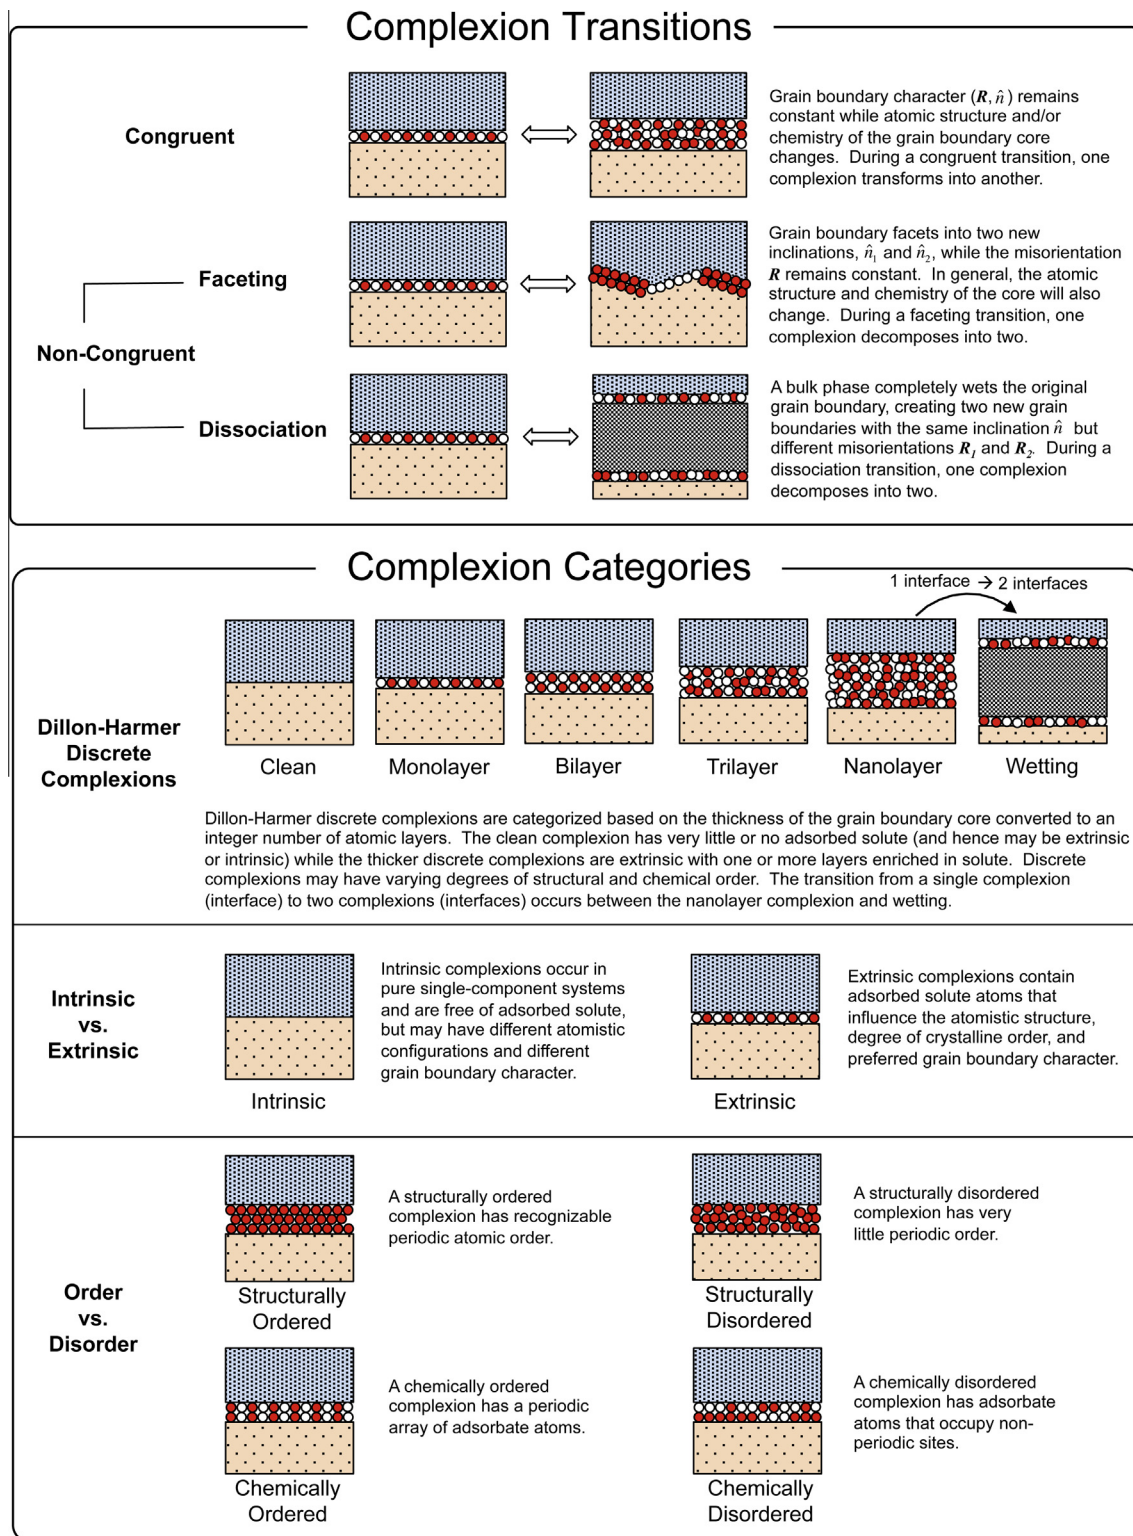 Complexion Transitions
Congruent
Grain boundary character (R, n̂) remains
constant while atomic structure and/or
chemistry of the grain boundary core
changes. During a congruent transition, one
complexion transforms into another.
Non-Congruent
Faceting
Grain boundary facets into two new
inclinations, n̂₁ and n̂₂, while the misorientation
R remains constant. In general, the atomic
structure and chemistry of the core will also
change. During a faceting transition, one
complexion decomposes into two.
Dissociation
A bulk phase completely wets the original
grain boundary, creating two new grain
boundaries with the same inclination n̂ but
different misorientations R₁ and R₂. During a
dissociation transition, one complexion
decomposes into two.
Complexion Categories
1 interface → 2 interfaces
Dillon-Harmer
Discrete
Complexions
Clean
Monolayer
Bilayer
Trilayer
Nanolayer
Wetting
Dillon-Harmer discrete complexions are categorized based on the thickness of the grain boundary core converted to an
integer number of atomic layers. The clean complexion has very little or no adsorbed solute (and hence may be extrinsic
or intrinsic) while the thicker discrete complexions are extrinsic with one or more layers enriched in solute. Discrete
complexions may have varying degrees of structural and chemical order. The transition from a single complexion
(interface) to two complexions (interfaces) occurs between the nanolayer complexion and wetting.
Intrinsic
vs.
Extrinsic
Intrinsic
Intrinsic complexions occur in
pure single-component systems
and are free of adsorbed solute,
but may have different atomistic
configurations and different
grain boundary character.
Extrinsic
Extrinsic complexions contain
adsorbed solute atoms that
influence the atomistic structure,
degree of crystalline order, and
preferred grain boundary character.
Order
vs.
Disorder
Structurally
Ordered
A structurally ordered
complexion has recognizable
periodic atomic order.
Structurally
Disordered
A structurally disordered
complexion has very
little periodic order.
Chemically
Ordered
A chemically ordered
complexion has a periodic
array of adsorbate atoms.
Chemically
Disordered
A chemically disordered
complexion has adsorbate
atoms that occupy non-
periodic sites.